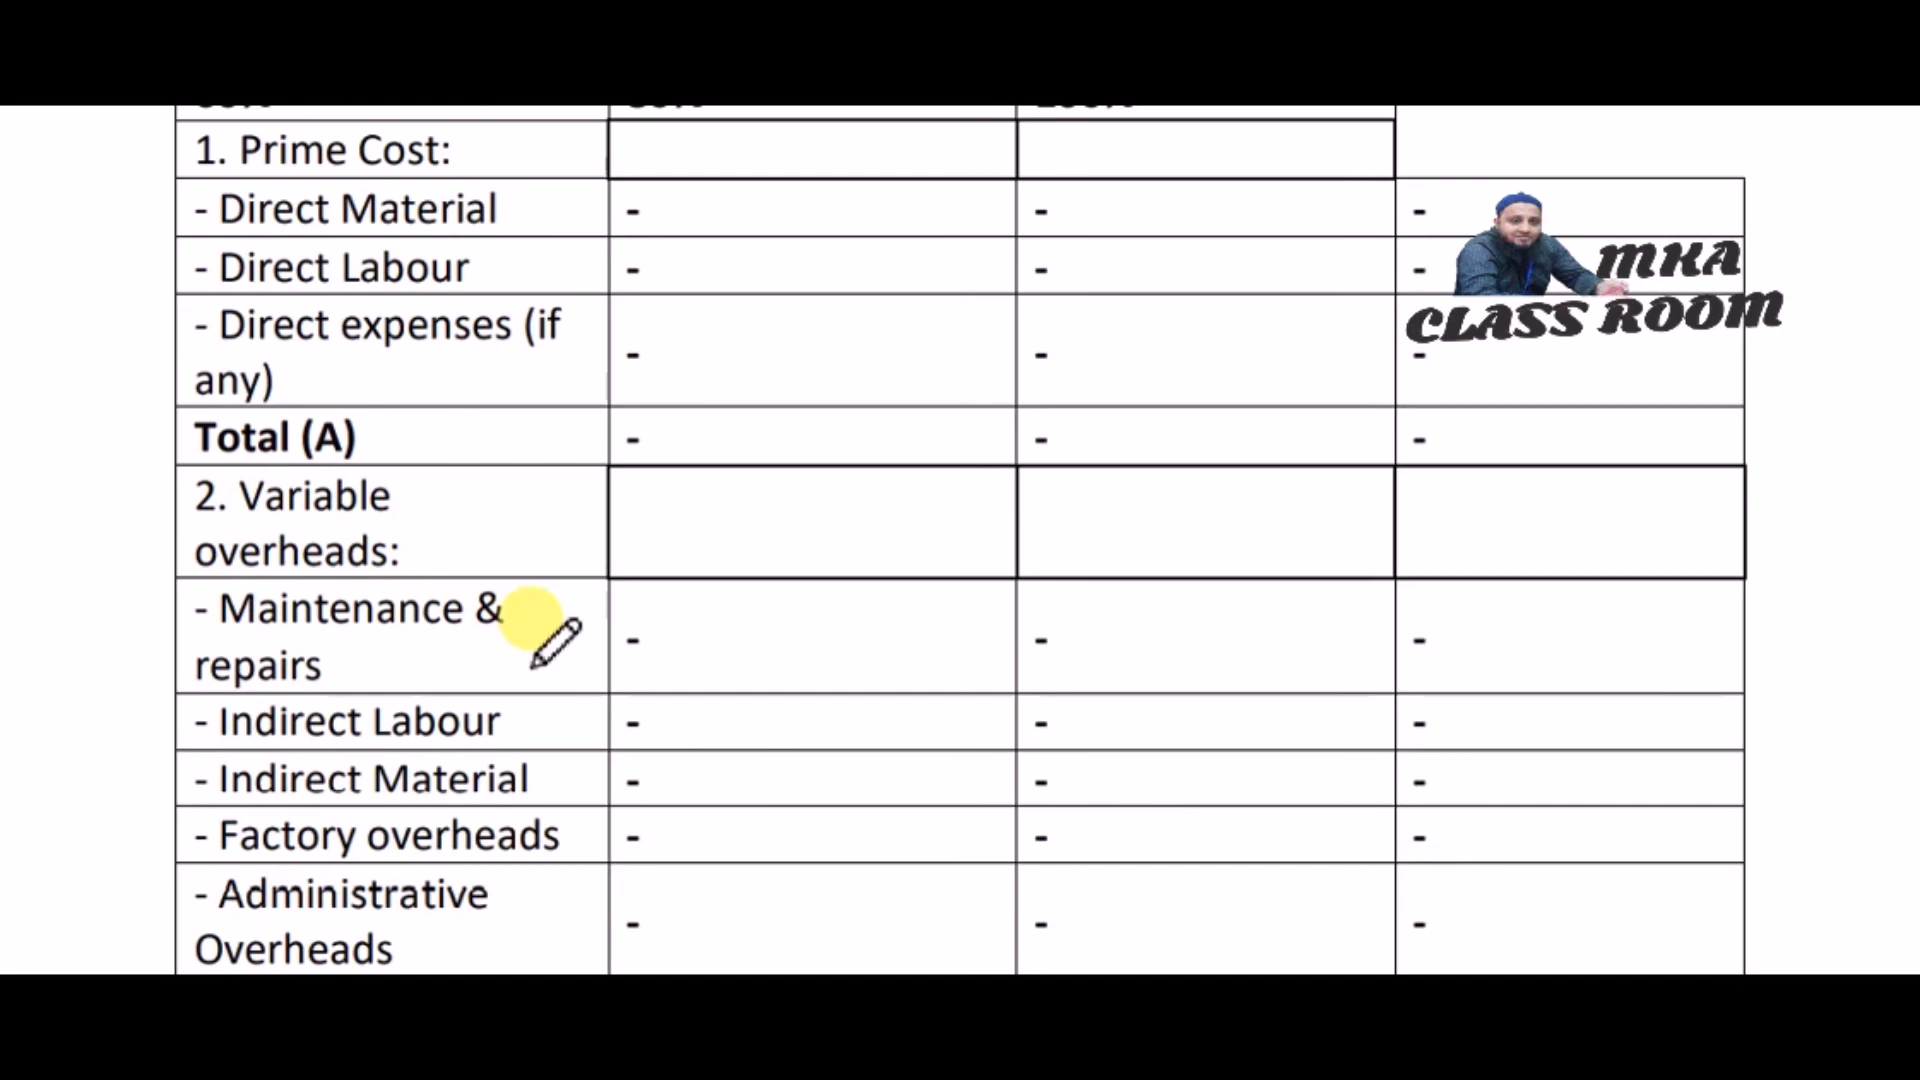 1. Prime Cost:
- Direct Material - - -
- Direct Labour - - -
- Direct expenses (if
any) - - -
Total (A) - - -
2. Variable
overheads:
- Maintenance &
repairs - - -
- Indirect Labour - - -
- Indirect Material - - -
- Factory overheads - - -
- Administrative
Overheads - - -
MKA
CLASS ROOM